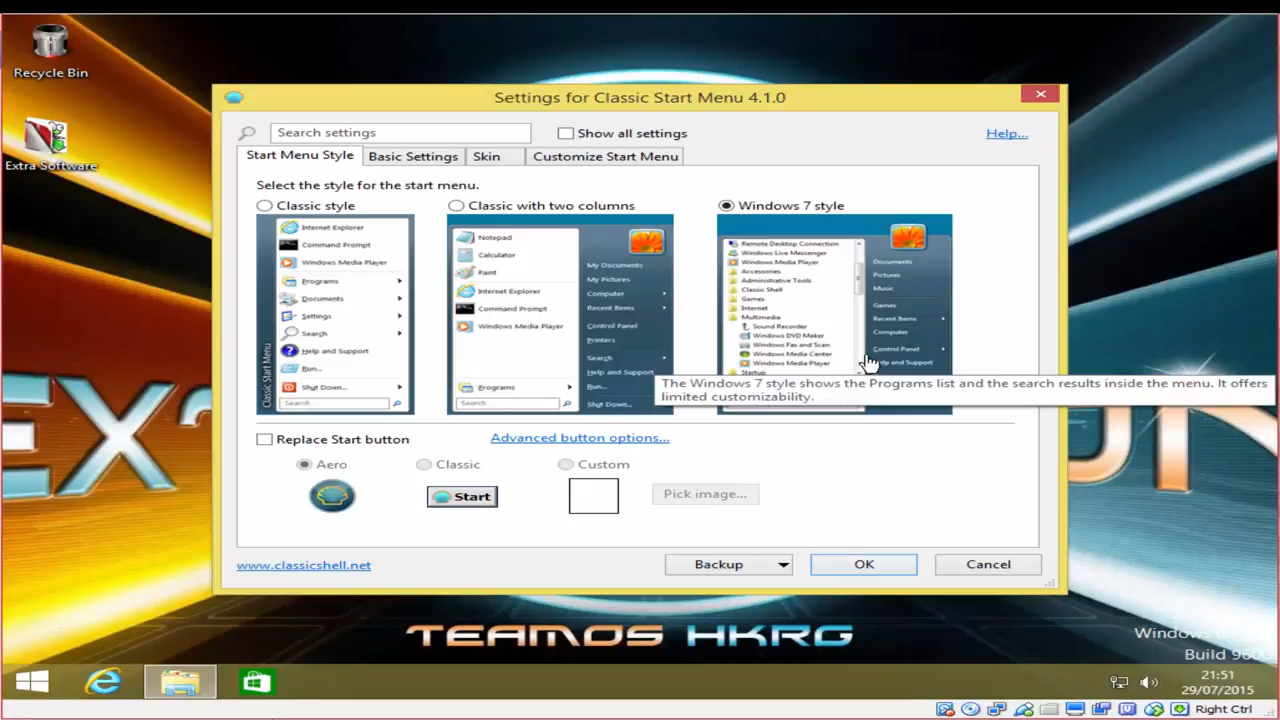 Recycle Bin
Extra Software
Settings for Classic Start Menu 4.1.0
Search settings
Show all settings
Help...
Start Menu Style
Basic Settings
Skin
Customize Start Menu
Select the style for the start menu.
Classic style
Classic with two columns
Windows 7 style
Internet Explorer
Command Prompt
Windows Media Player
Programs
Documents
Settings
Search
Help and Support
Run...
Shut Down...
Search
Classic Start Menu
Notepad
Calculator
Paint
Internet Explorer
Command Prompt
Windows Media Player
Programs
Search
My Documents
My Pictures
Computer
Recent Items
Control Panel
Printers
Search
Help and Support
Run...
Shut Down...
Remote Desktop Connection
Windows Live Messenger
Windows Media Player
Accessories
Administrative Tools
Classic Shell
Games
Internet
Multimedia
Sound Recorder
Windows DVD Maker
Windows Fax and Scan
Windows Media Center
Windows Media Player
Startup
Documents
Pictures
Music
Games
Recent Items
Computer
Control Panel
elp and Support
The Windows 7 style shows the Programs list and the search results inside the menu. It offers
limited customizability.
Replace Start button
Advanced button options...
Aero
Classic
Custom
Start
Pick image...
www.classicshell.net
Backup
OK
Cancel
TEAMOS HKRG
Windows
Build 9600
21:51
29/07/2015
Right Ctrl